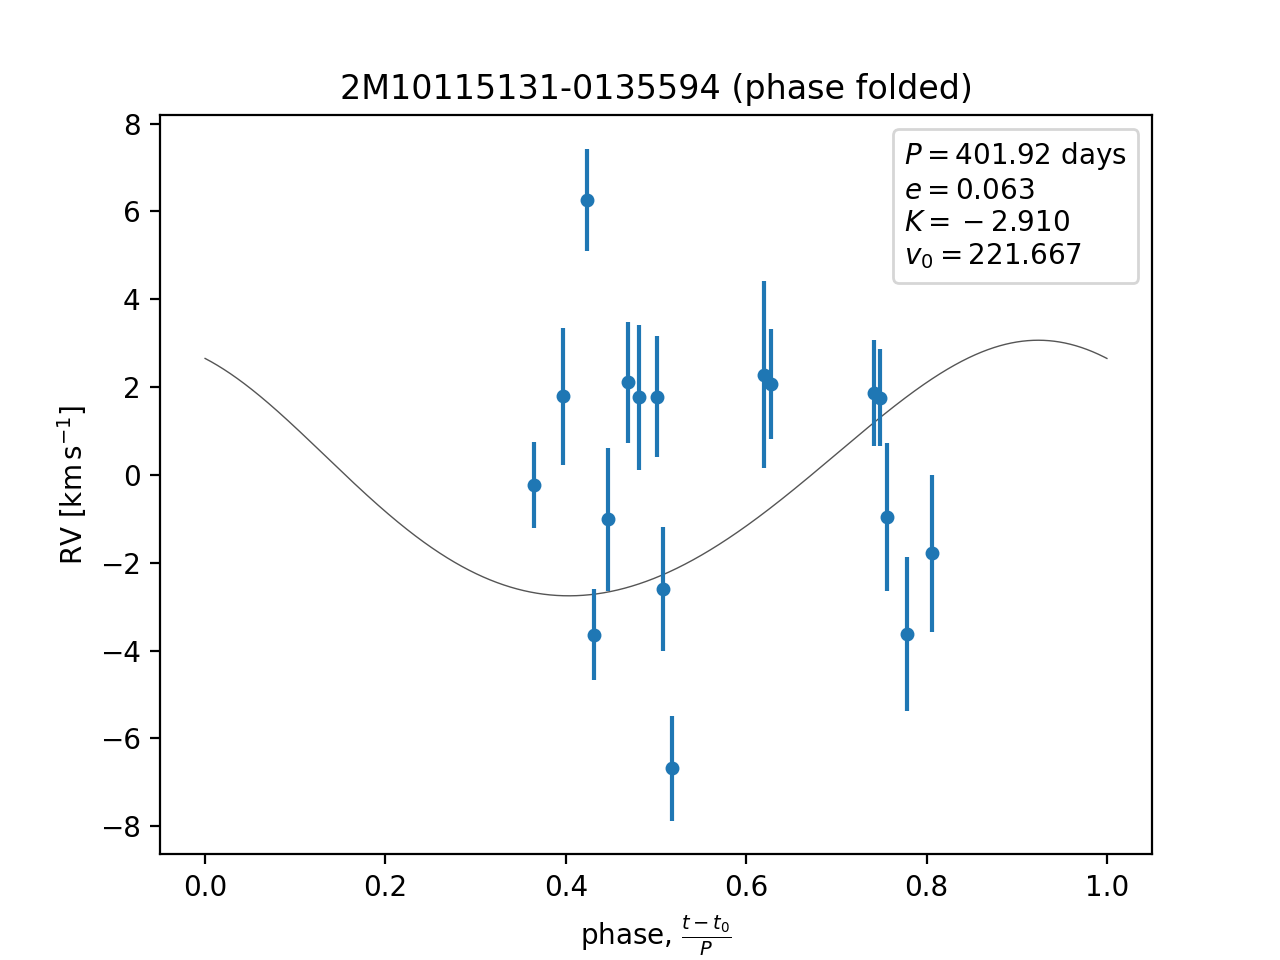 2M10115131-0135594 (phase folded)
P = 401.92 days
e = 0.063
K = −2.910
v₀ = 221.667
8
6
4
2
0
−2
−4
−6
−8
RV [km s⁻¹]
0.0 0.2 0.4 0.6 0.8 1.0
phase, (t − t₀)/P